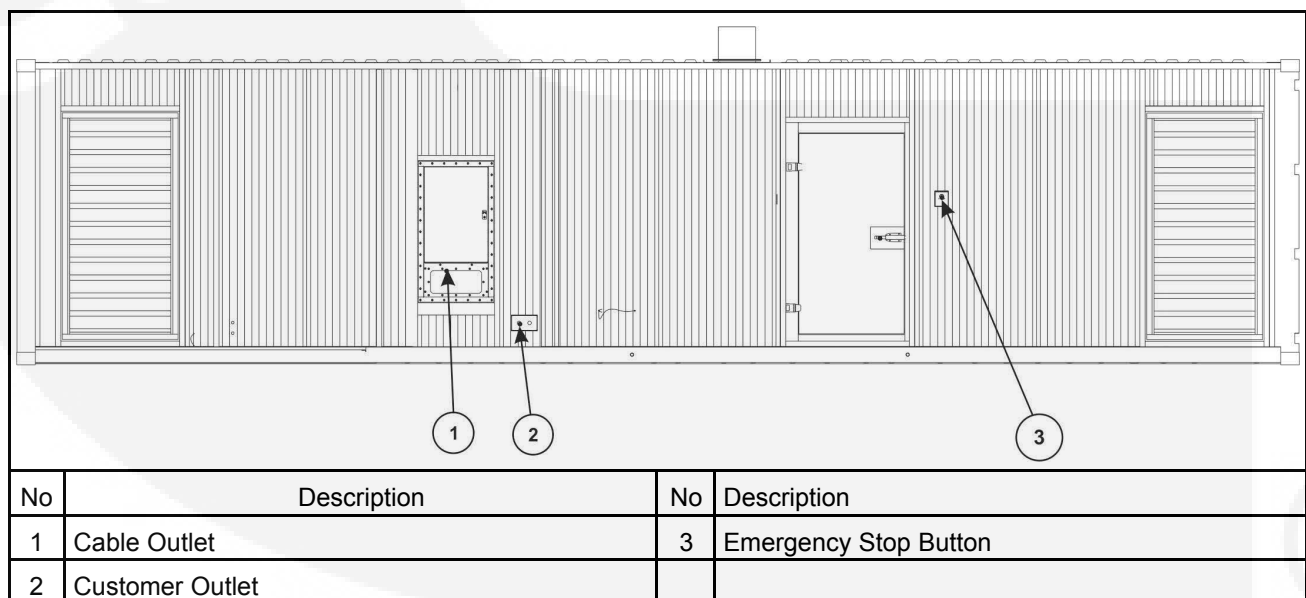 1
2
3
No Description No Description
1 Cable Outlet 3 Emergency Stop Button
2 Customer Outlet